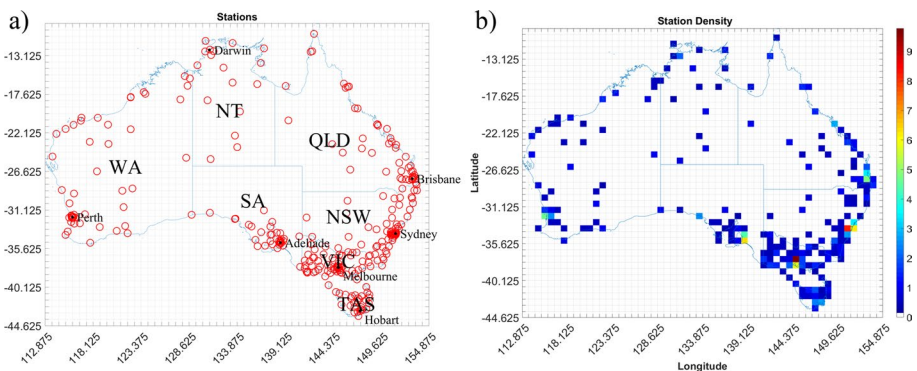 a)
Stations
-13.125
-17.625
-22.125
-26.625
-31.125
-35.625
-40.125
-44.625
112.875
118.125
123.375
128.625
133.875
139.125
144.375
149.625
154.875
Darwin
NT
QLD
WA
Brisbane
SA
NSW
Perth
Sydney
Adelaide
VIC
Melbourne
TAS
Hobart
b)
Station Density
Latitude
-13.125
-17.625
-22.125
-26.625
-31.125
-35.625
-40.125
-44.625
112.875
118.125
123.375
128.625
133.875
139.125
144.375
149.625
154.875
Longitude
9
8
7
6
5
4
3
2
1
0